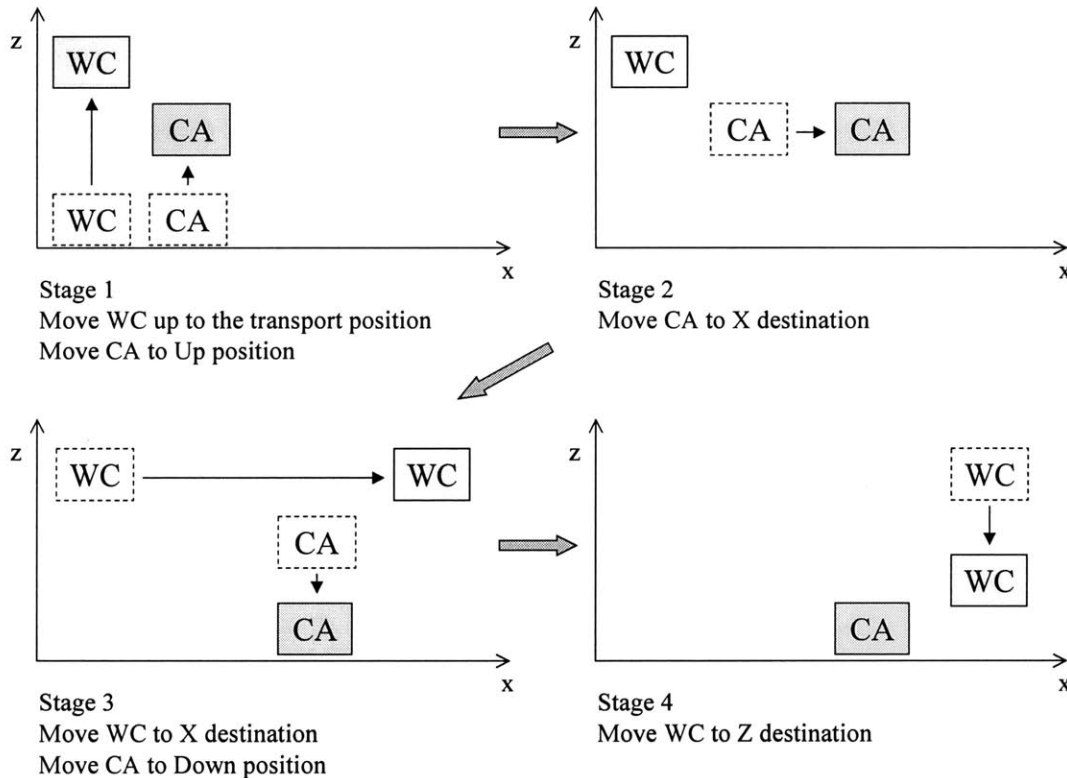 z
WC
CA
WC
CA
x
Stage 1
Move WC up to the transport position
Move CA to Up position
z
WC
CA
CA
x
Stage 2
Move CA to X destination
z
WC
WC
CA
CA
x
Stage 3
Move WC to X destination
Move CA to Down position
z
WC
WC
CA
x
Stage 4
Move WC to Z destination